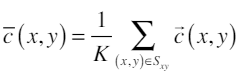 c̄(x, y) = 1/K ∑_{(x,y)∈S_{xy}} c⃗(x, y)